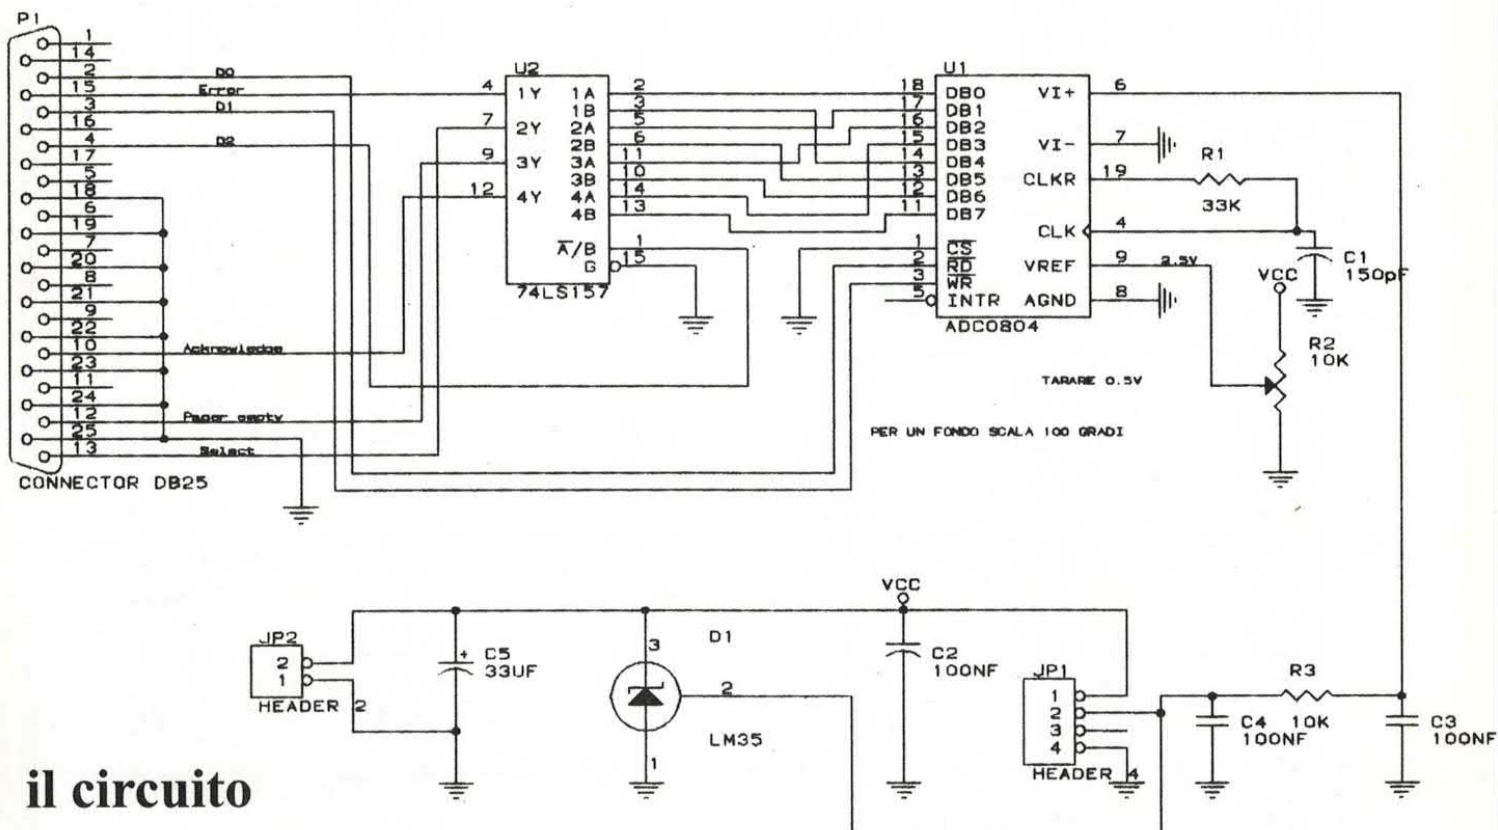 P1
1
14
2
15
3
16
4
17
5
18
6
19
7
20
8
21
9
22
10
23
11
24
12
25
13
CONNECTOR DB25
D0
Error
D1
D2
Acknowledge
Paper empty
Select
U2
4 1Y 1A 2
1B 3
7 2Y 2A 5
2B 6
9 3Y 3A 11
3B 10
12 4Y 4A 14
4B 13
A/B 1
G 15
74LS157
U1
18 DB0 VI+ 6
17 DB1
16 DB2
15 DB3 VI- 7
14 DB4
13 DB5 CLKR 19
12 DB6
11 DB7
CLK 4
1 CS
2 RD VREF 9 2.5V
3 WR
5 INTR AGND 8
ADC0804
R1
33K
C1
150pF
VCC
R2
10K
TARARE 0.5V
PER UN FONDO SCALA 100 GRADI
JP2
2
1
HEADER 2
C5
+
33UF
3
D1
2
LM35
1
VCC
C2
100NF
JP1
1
2
3
4
HEADER 4
C4
100NF
R3
10K
C3
100NF
il circuito